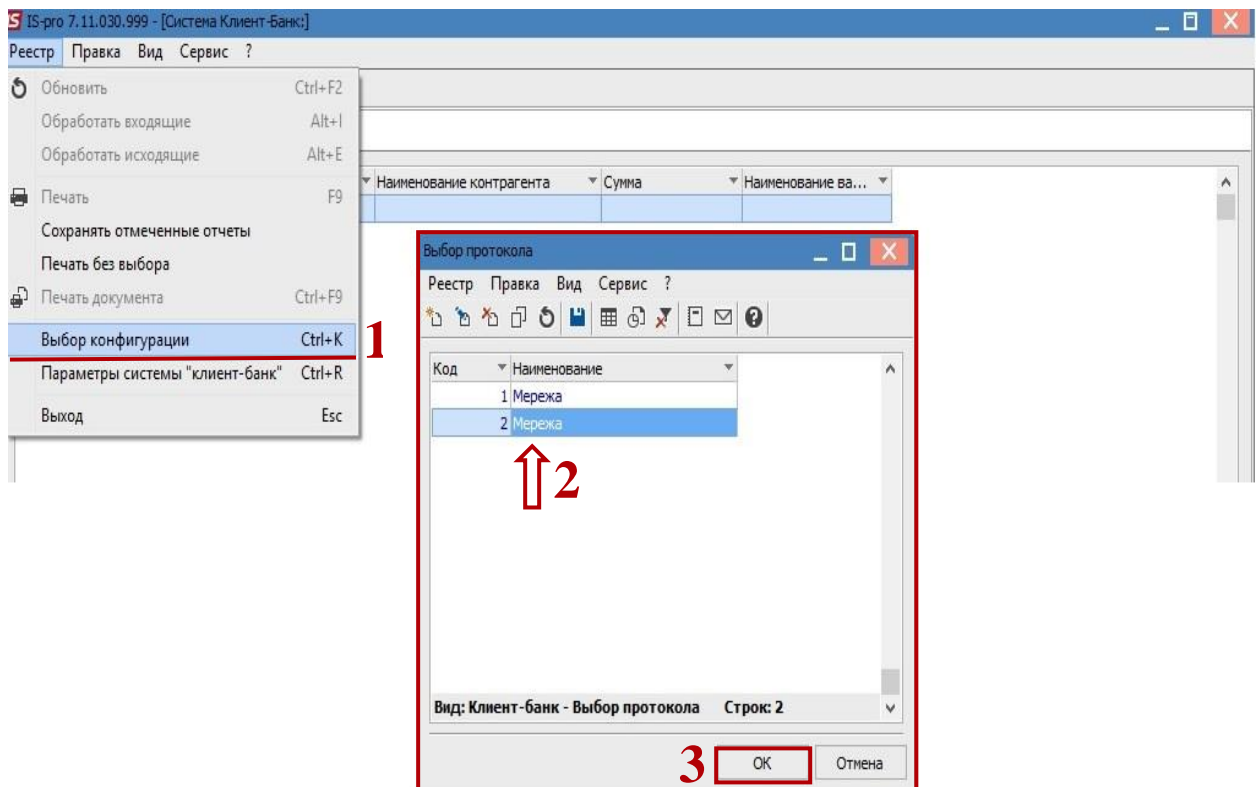 IS-pro 7.11.030.999 - [Система Клиент-Банк:]
Реестр Правка Вид Сервис ?
Обновить Ctrl+F2
Обработать входящие Alt+I
Обработать исходящие Alt+E
Печать F9
Сохранять отмеченные отчеты
Печать без выбора
Печать документа Ctrl+F9
Выбор конфигурации Ctrl+K 1
Параметры системы "клиент-банк" Ctrl+R
Выход Esc
Наименование контрагента Сумма Наименование ва...
Выбор протокола
Реестр Правка Вид Сервис ?
Код Наименование
1 Мережа
2 Мережа
2
Вид: Клиент-банк - Выбор протокола Строк: 2
3 OK Отмена